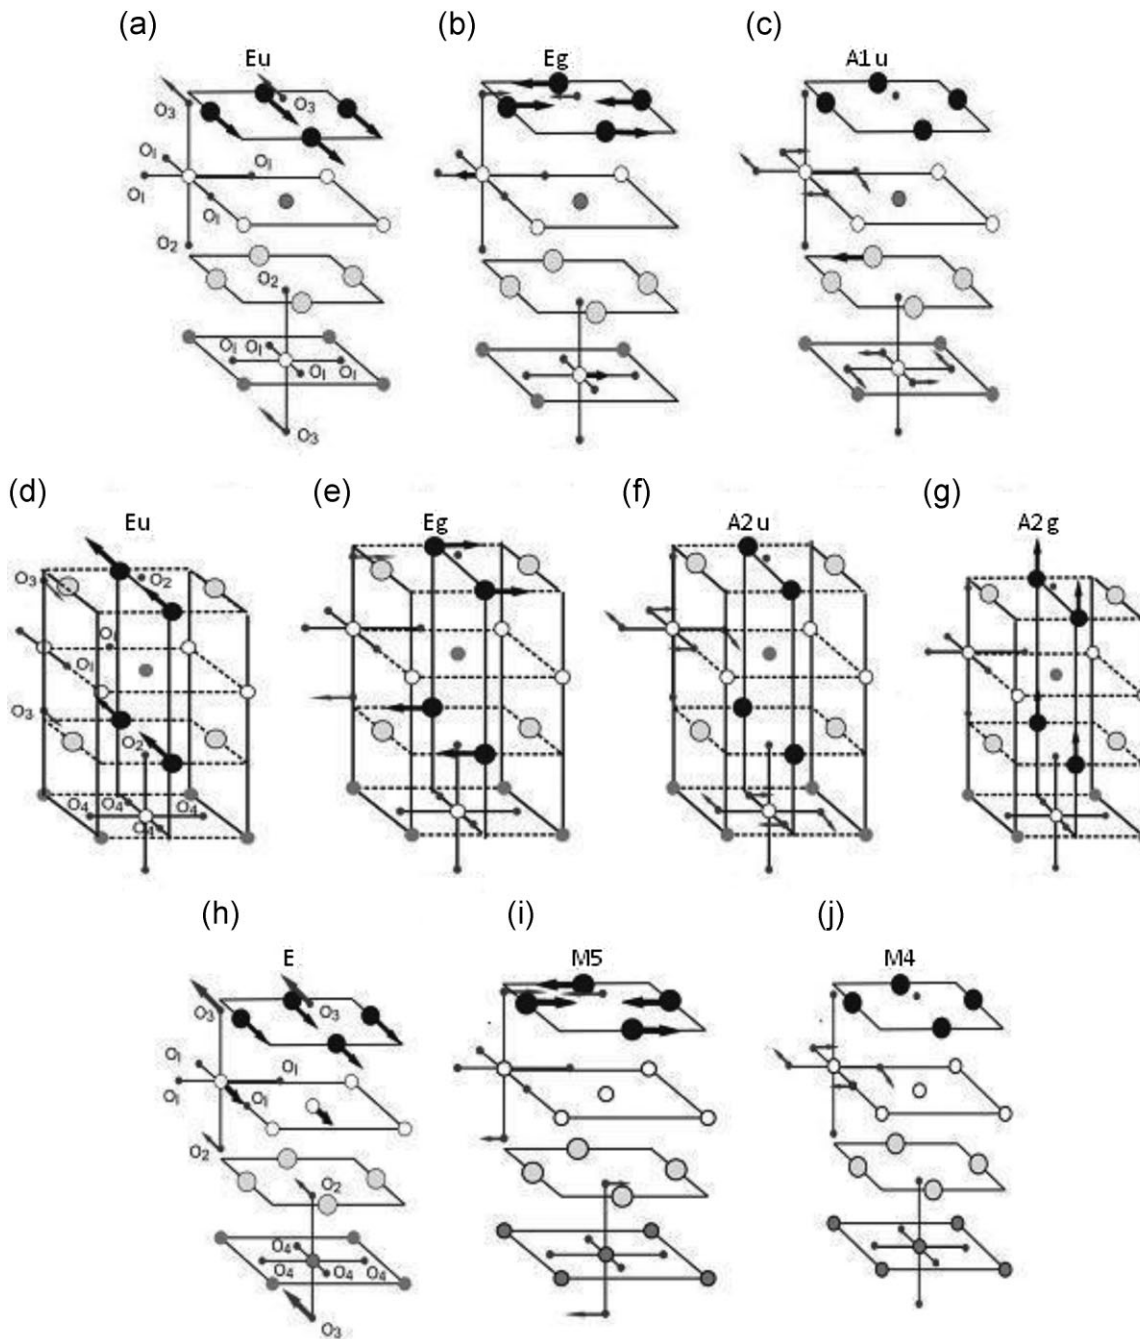 (a) (b) (c)
Eu Eg A1u
O3 O3
O1 O1
O1 O1
O2
O2
O1 O1
O1 O1
O3
(d) (e) (f) (g)
Eu Eg A2u A2g
O3 O2
O1
O1
O3
O2
O4 O4 O4
O4
(h) (i) (j)
E M5 M4
O3 O3
O1 O1
O1 O1
O2
O2
O4
O4 O4 O4
O3